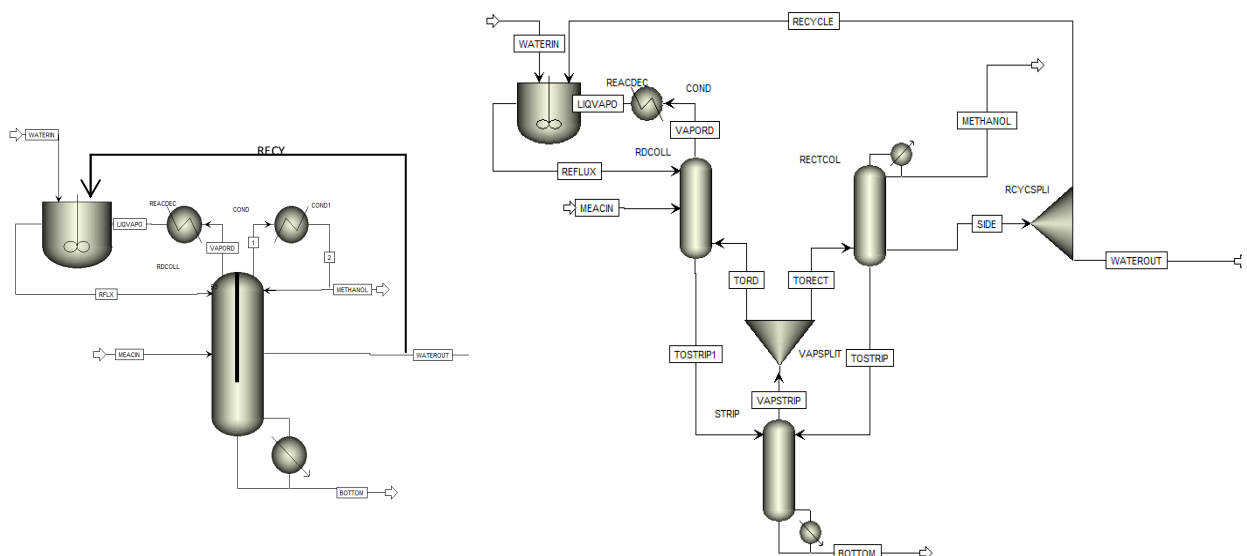 WATERIN
RECY
REACDEC
COND
COND1
LIQVAPO
VAPORD
1
2
RDCOLL
RFLX
METHANOL
MEACIN
WATEROUT
BOTTOM
RECYCLE
WATERIN
REACDEC
COND
LIQVAPO
VAPORD
METHANOL
RDCOLL
RECTCOL
REFLUX
RCYCSPLI
MEACIN
SIDE
WATEROUT
TORD
TORECT
TOSTRIP1
VAPSPLIT
TOSTRIP
VAPSTRIP
STRIP
BOTTOM